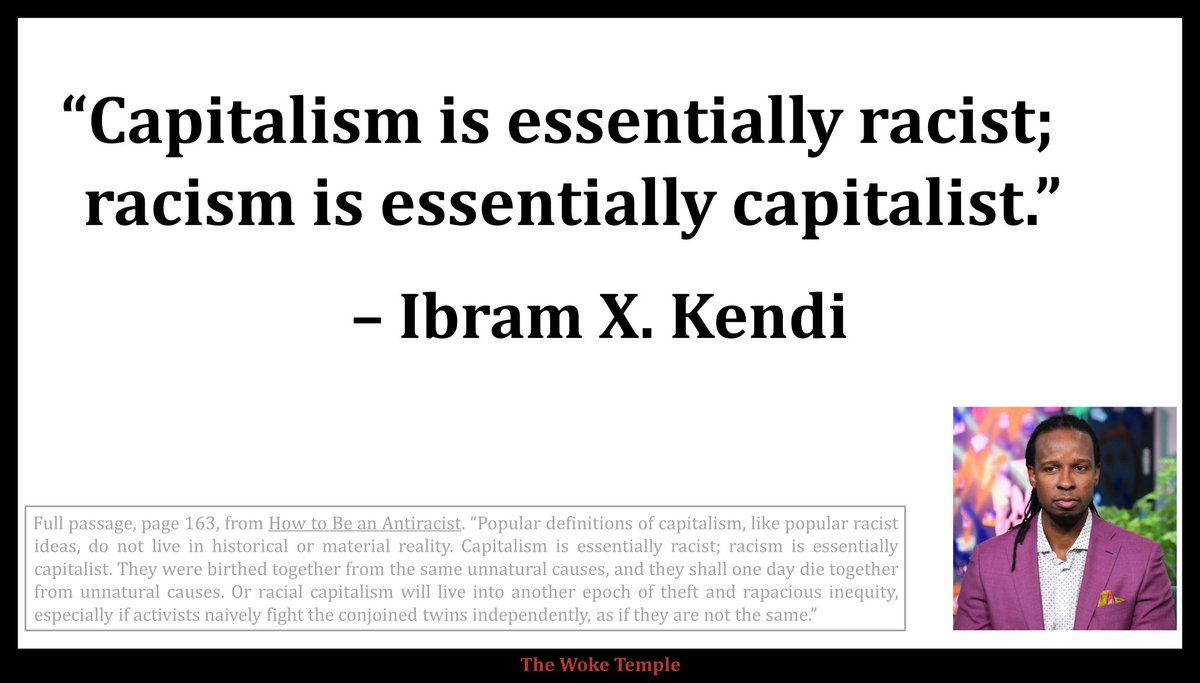 “Capitalism is essentially racist;
racism is essentially capitalist.”
– Ibram X. Kendi
Full passage, page 163, from How to Be an Antiracist. “Popular definitions of capitalism, like popular racist
ideas, do not live in historical or material reality. Capitalism is essentially racist; racism is essentially
capitalist. They were birthed together from the same unnatural causes, and they shall one day die together
from unnatural causes. Or racial capitalism will live into another epoch of theft and rapacious inequity,
especially if activists naively fight the conjoined twins independently, as if they are not the same.”
The Woke Temple